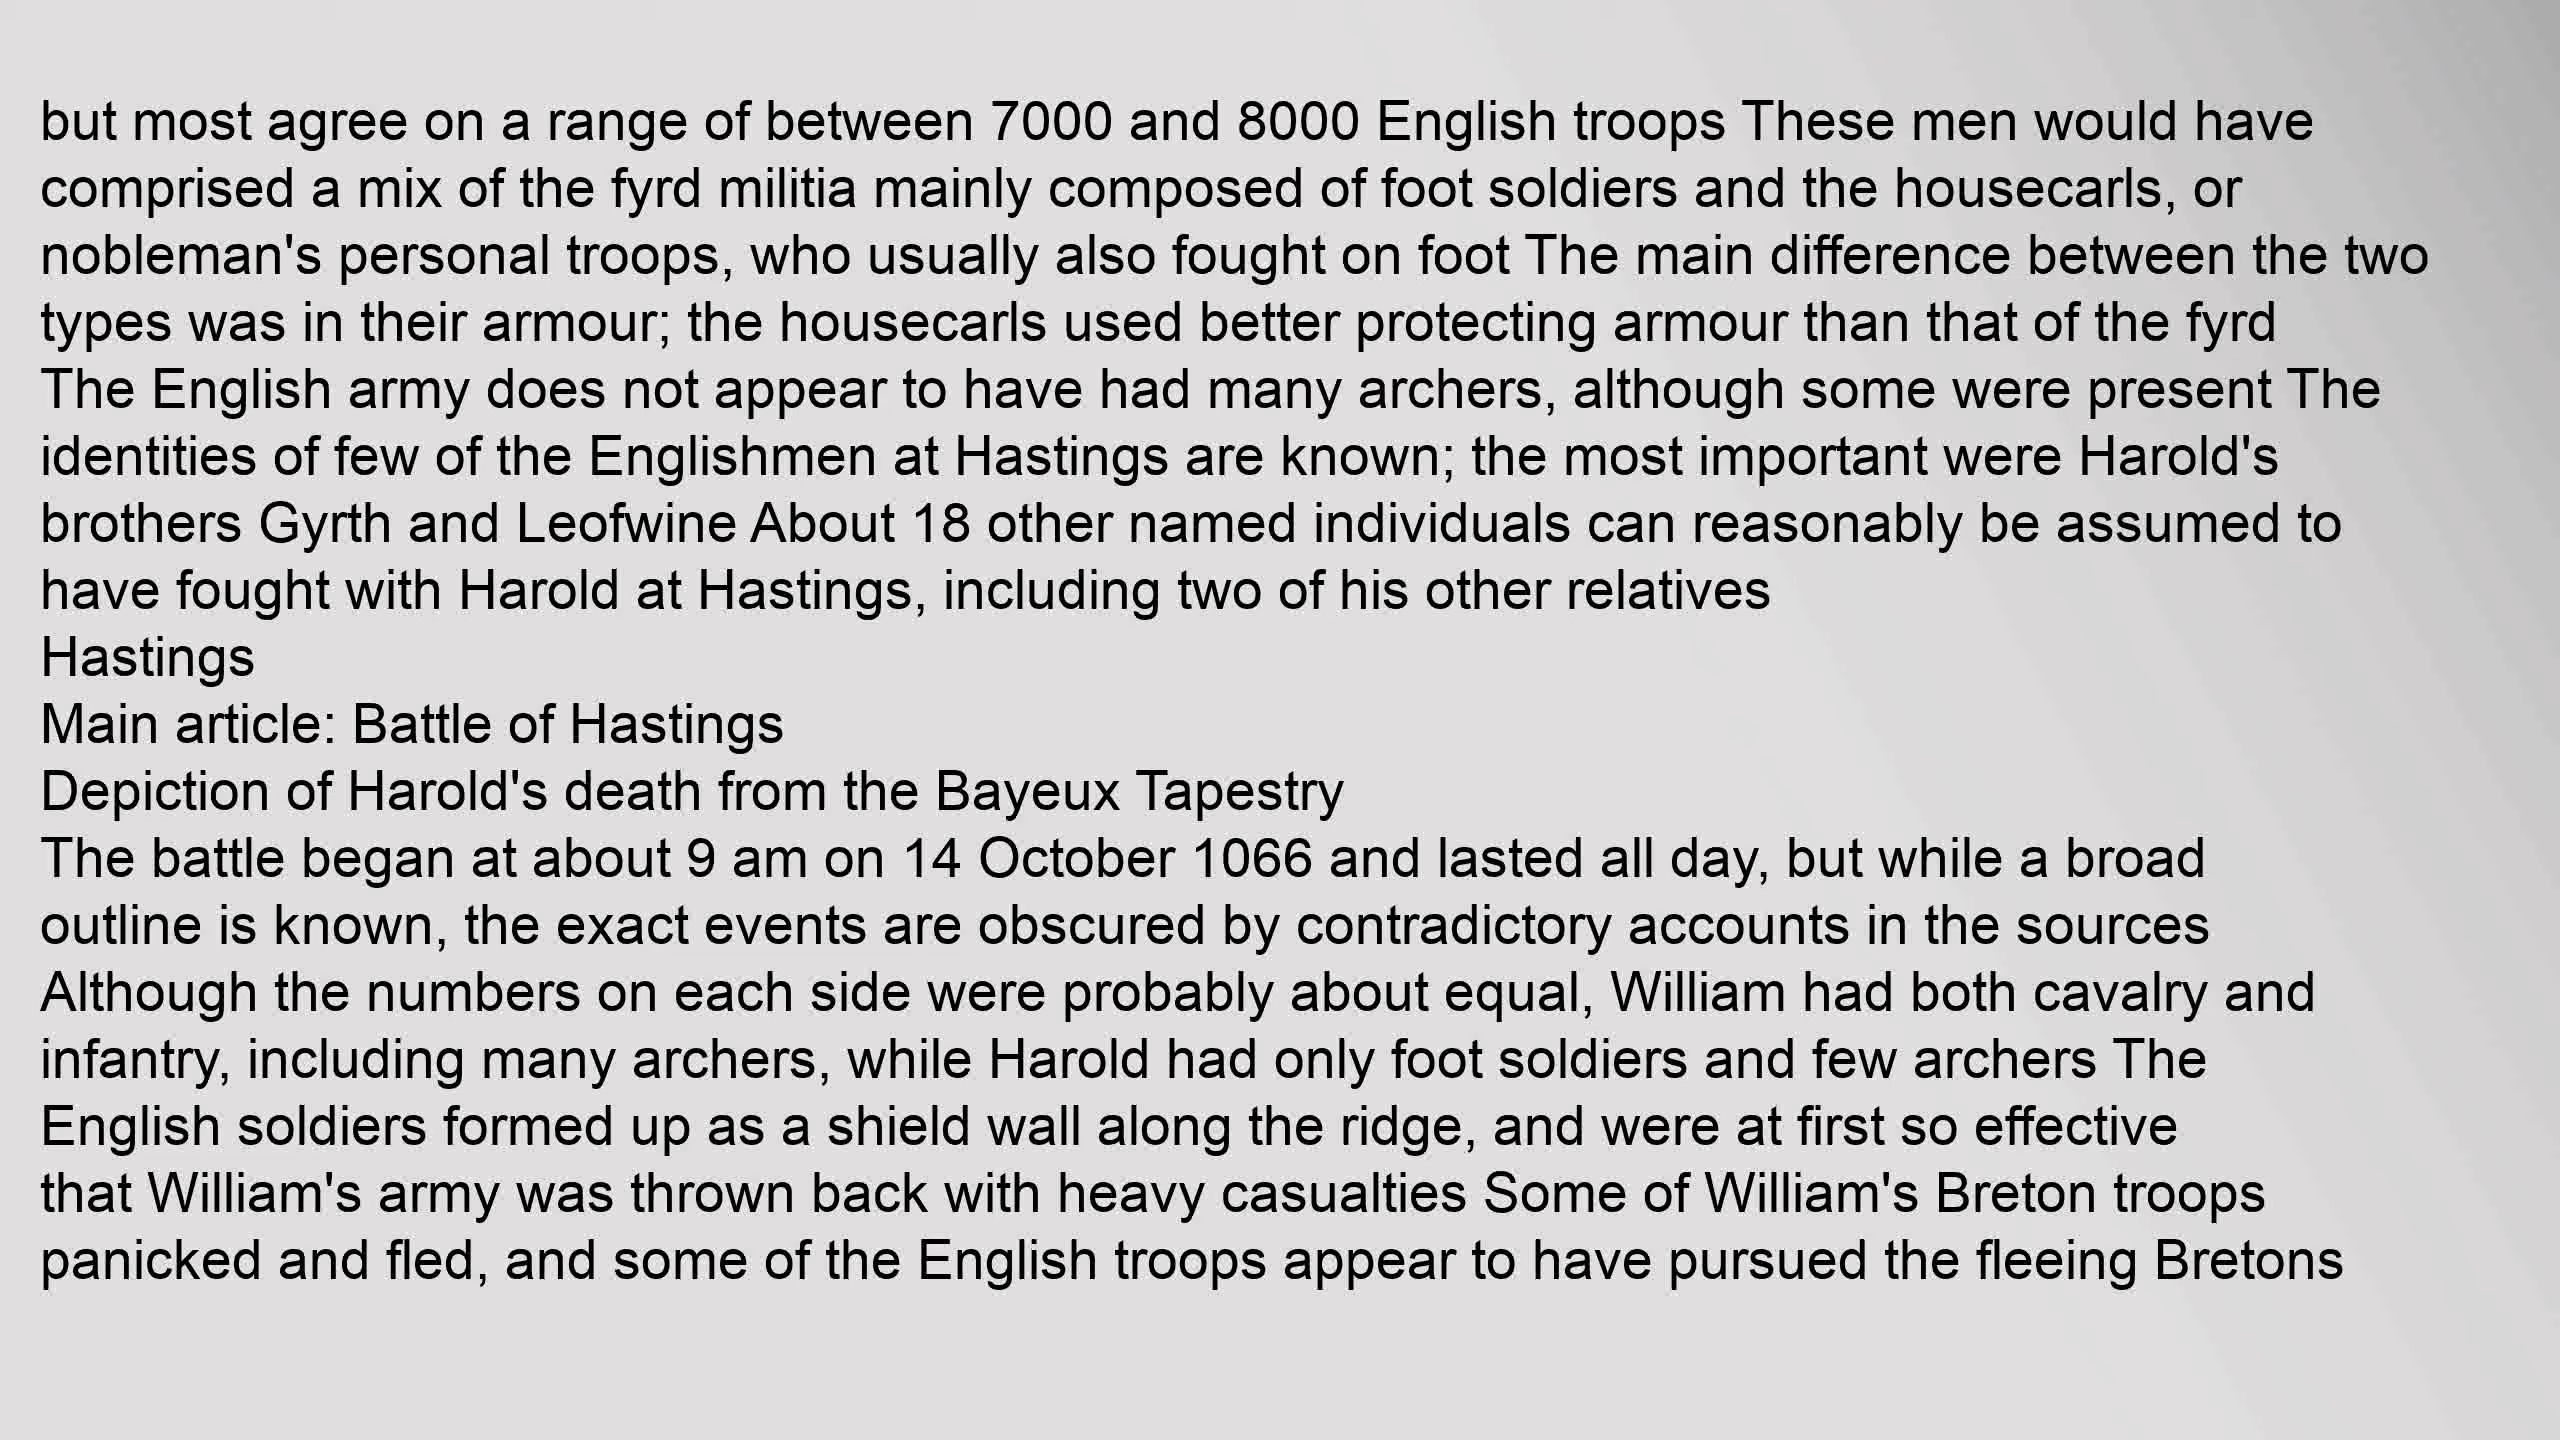 but most agree on a range of between 7000 and 8000 English troops These men would have
comprised a mix of the fyrd militia mainly composed of foot soldiers and the housecarls, or
nobleman's personal troops, who usually also fought on foot The main difference between the two
types was in their armour; the housecarls used better protecting armour than that of the fyrd
The English army does not appear to have had many archers, although some were present The
identities of few of the Englishmen at Hastings are known; the most important were Harold's
brothers Gyrth and Leofwine About 18 other named individuals can reasonably be assumed to
have fought with Harold at Hastings, including two of his other relatives
Hastings
Main article: Battle of Hastings
Depiction of Harold's death from the Bayeux Tapestry
The battle began at about 9 am on 14 October 1066 and lasted all day, but while a broad
outline is known, the exact events are obscured by contradictory accounts in the sources
Although the numbers on each side were probably about equal, William had both cavalry and
infantry, including many archers, while Harold had only foot soldiers and few archers The
English soldiers formed up as a shield wall along the ridge, and were at first so effective
that William's army was thrown back with heavy casualties Some of William's Breton troops
panicked and fled, and some of the English troops appear to have pursued the fleeing Bretons